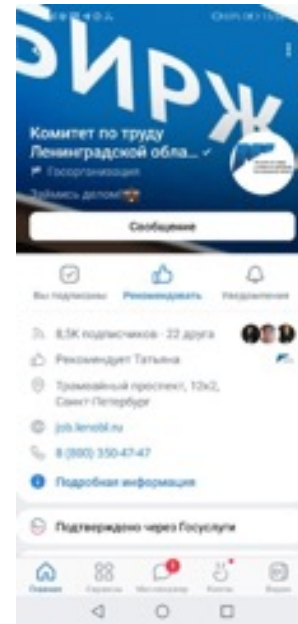 БИРЖ
Комитет по труду
Ленинградской обла...
Госорганизация
Займись делом!
Сообщение
Вы подписаны Рекомендовать Уведомления
8,5K подписчиков · 22 друга
Рекомендует Татьяна
Трамвайный проспект, 12к2,
Санкт-Петербург
job.lenobl.ru
8 (800) 350-47-47
Подробная информация
Подтверждено через Госуслуги
Главная Сервисы Мессенджер Клипы Видео